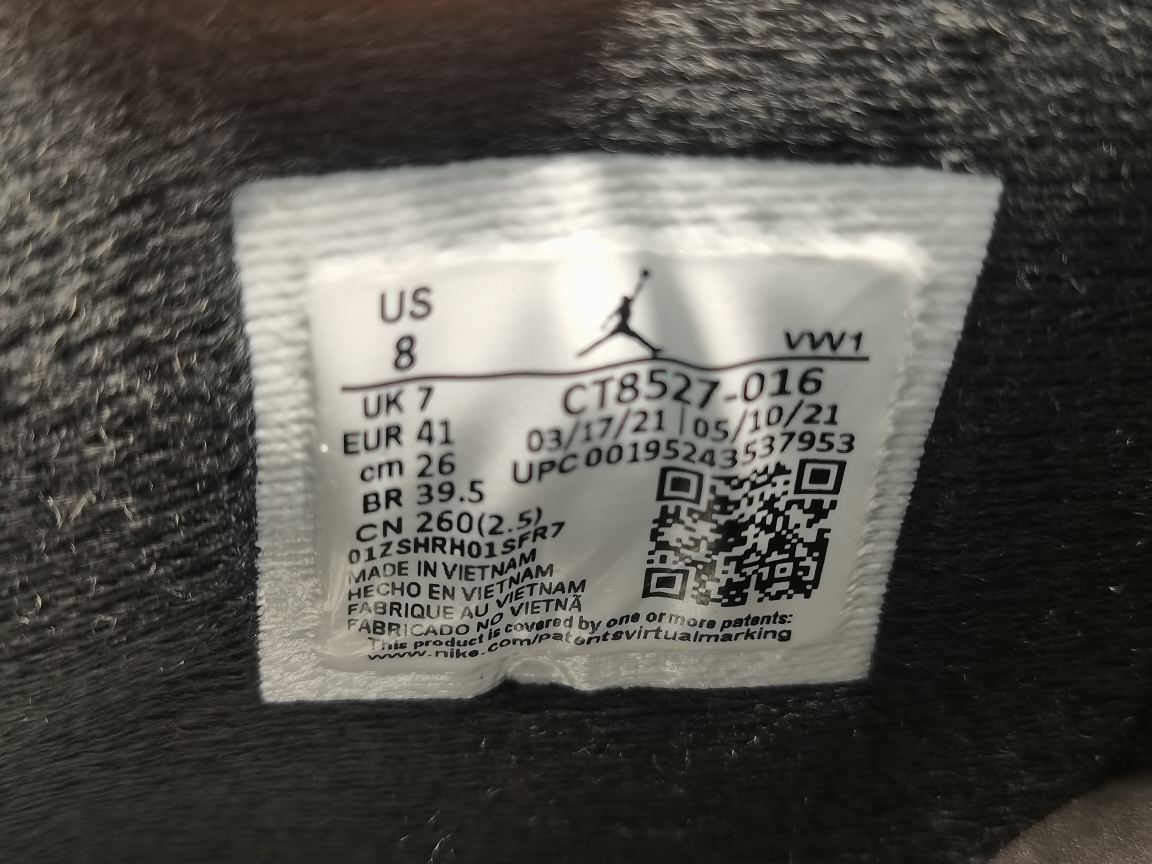 US
8
VW1
UK 7
EUR 41
cm 26
BR 39.5
CN 260(2.5)
CT8527-016
03/17/21 | 05/10/21
UPC 00195243537953
01ZSHRH01SFR7
MADE IN VIETNAM
HECHO EN VIETNAM
FABRIQUE AU VIETNAM
FABRICADO NO VIETNÃ
This product is covered by one or more patents:
www.nike.com/patentsvirtualmarking